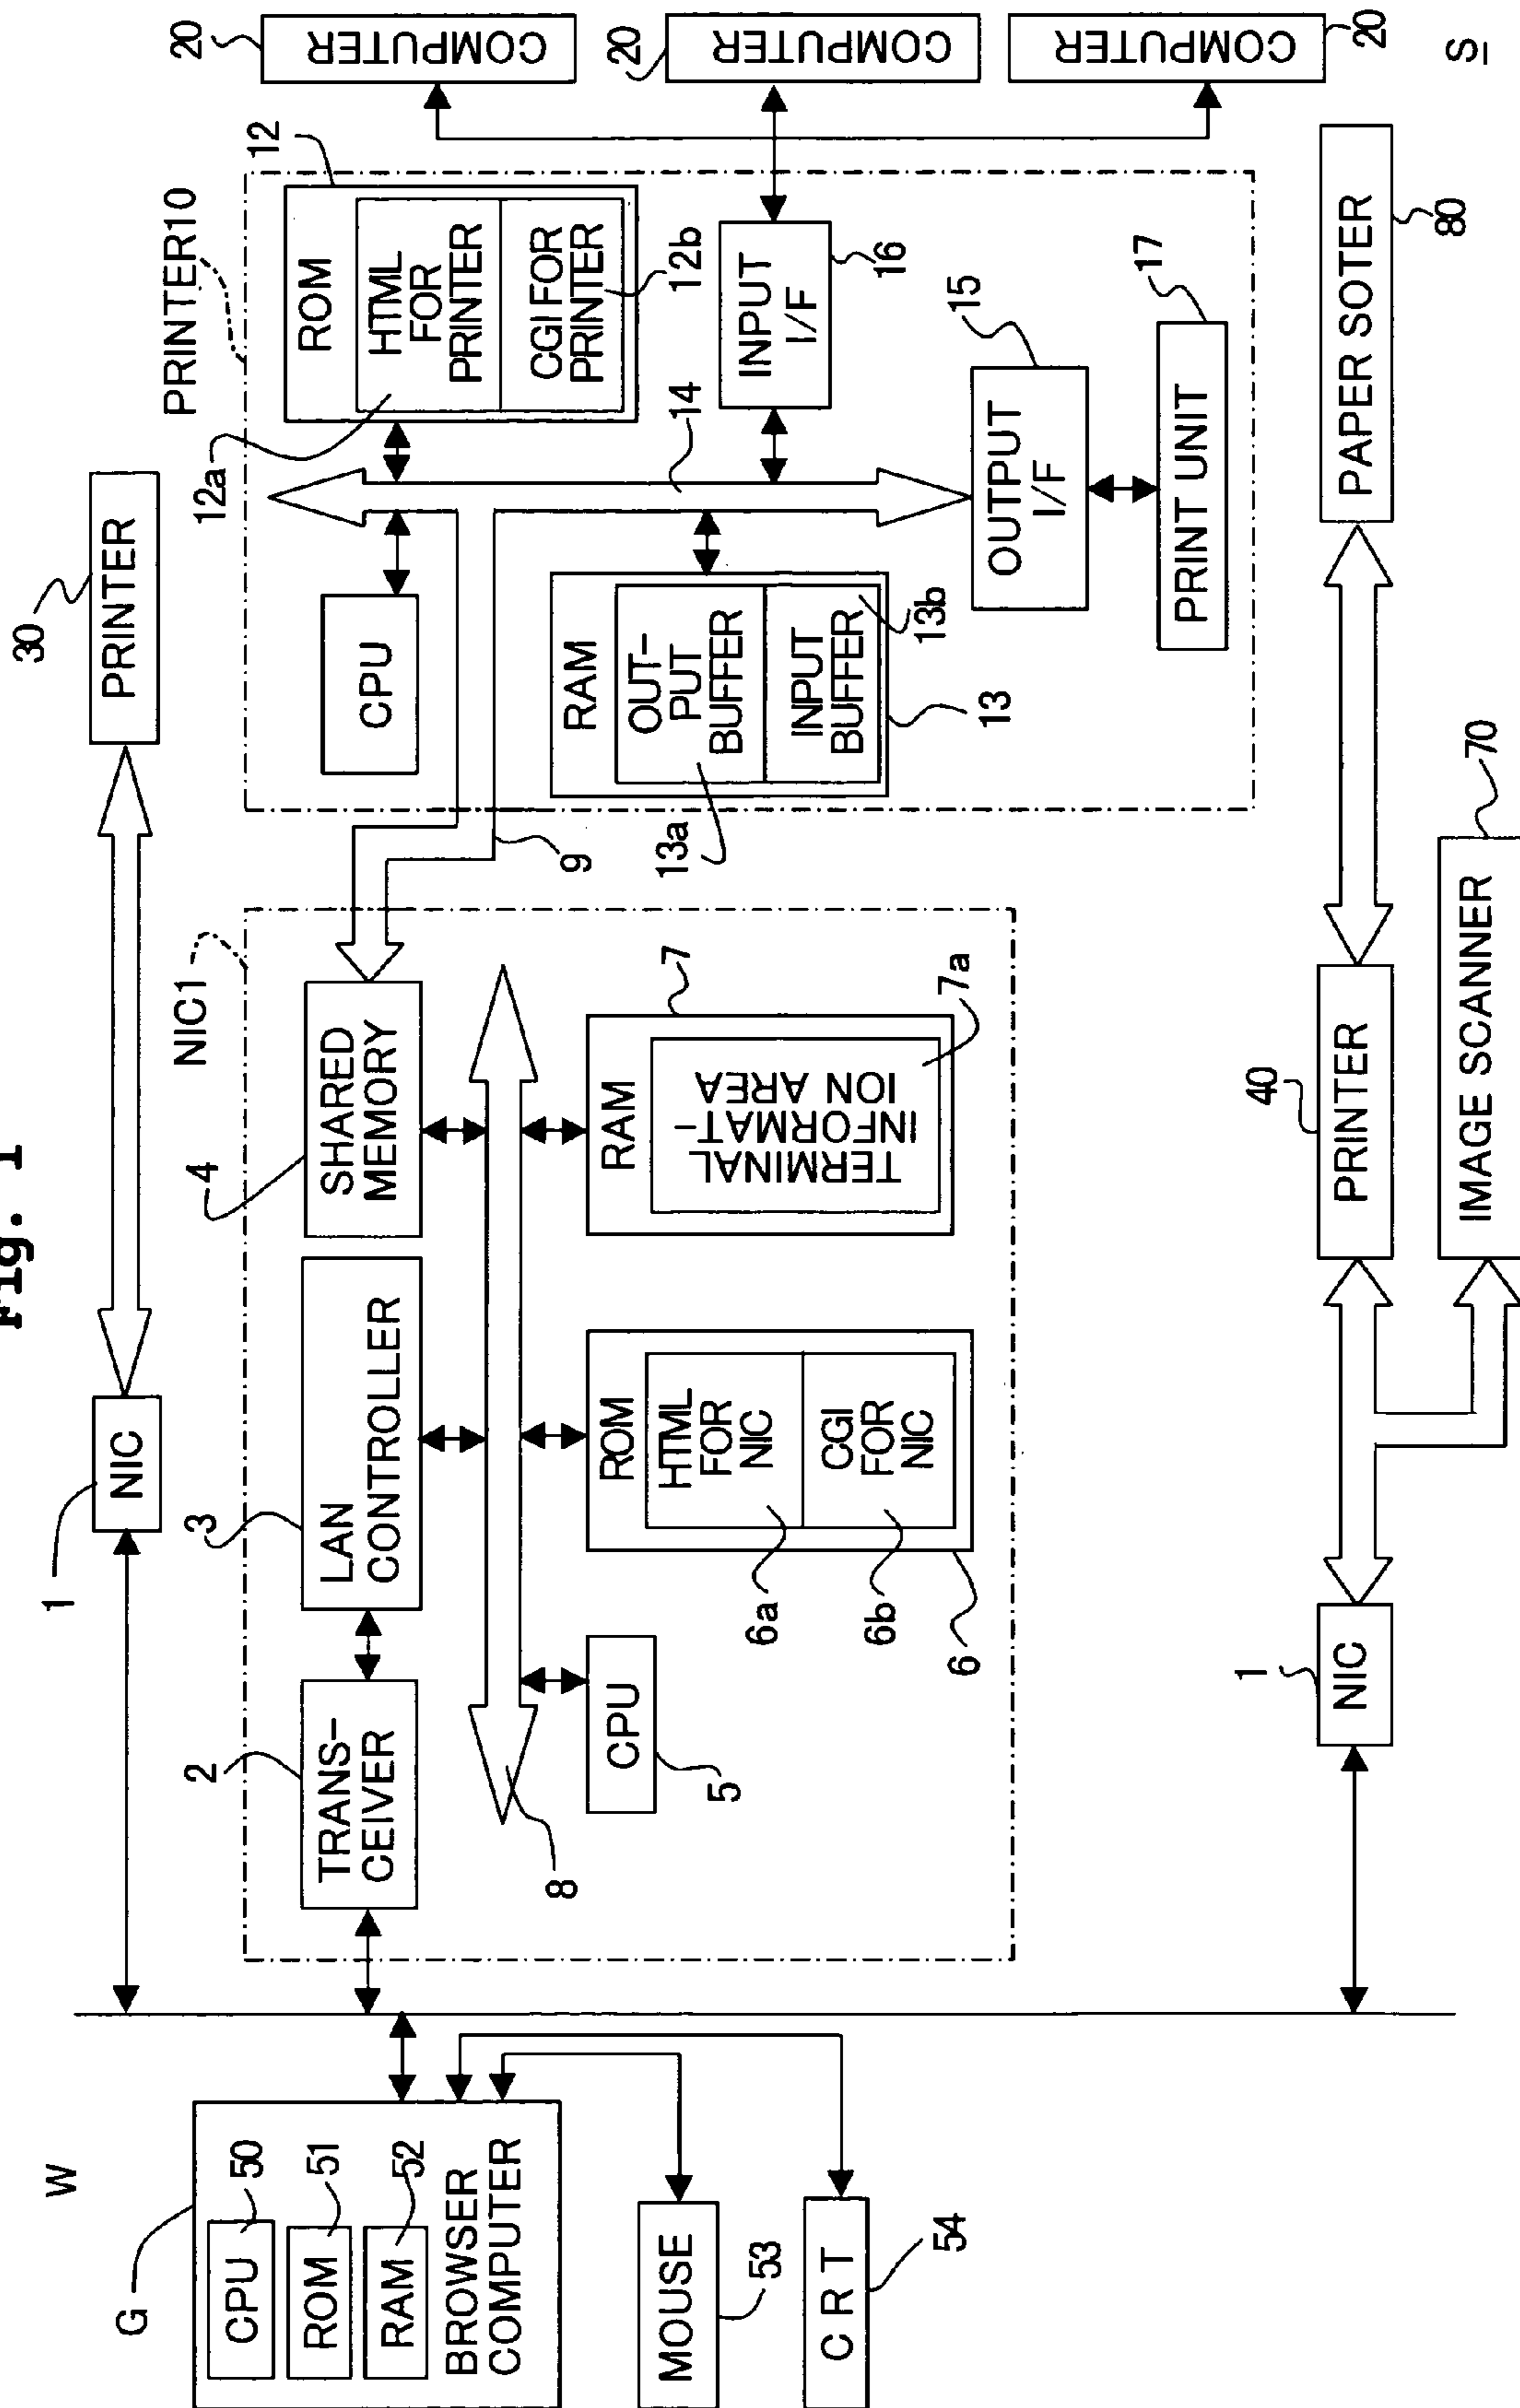 Fig. 1
W
G
CPU
50
ROM
51
RAM
52
BROWSER
COMPUTER
MOUSE
53
C R T
54
1
NIC
30
PRINTER
NIC1
2
TRANS-
CEIVER
3
LAN
CONTROLLER
4
SHARED
MEMORY
8
CPU
5
ROM
HTML
FOR
NIC
CGI
FOR
NIC
6a
6b
6
RAM
7
TERMINAL
INFORMAT-
ION AREA
7a
9
PRINTER10
CPU
12a
ROM
12
HTML
FOR
PRINTER
CGI FOR
PRINTER
12b
14
RAM
OUT-
PUT
BUFFER
INPUT
BUFFER
13a
13b
13
INPUT
I/F
16
OUTPUT
I/F
15
PRINT UNIT
17
20
COMPUTER
20
COMPUTER
COMPUTER
20
S
1
NIC
40
PRINTER
IMAGE SCANNER
70
PAPER SOTER
80